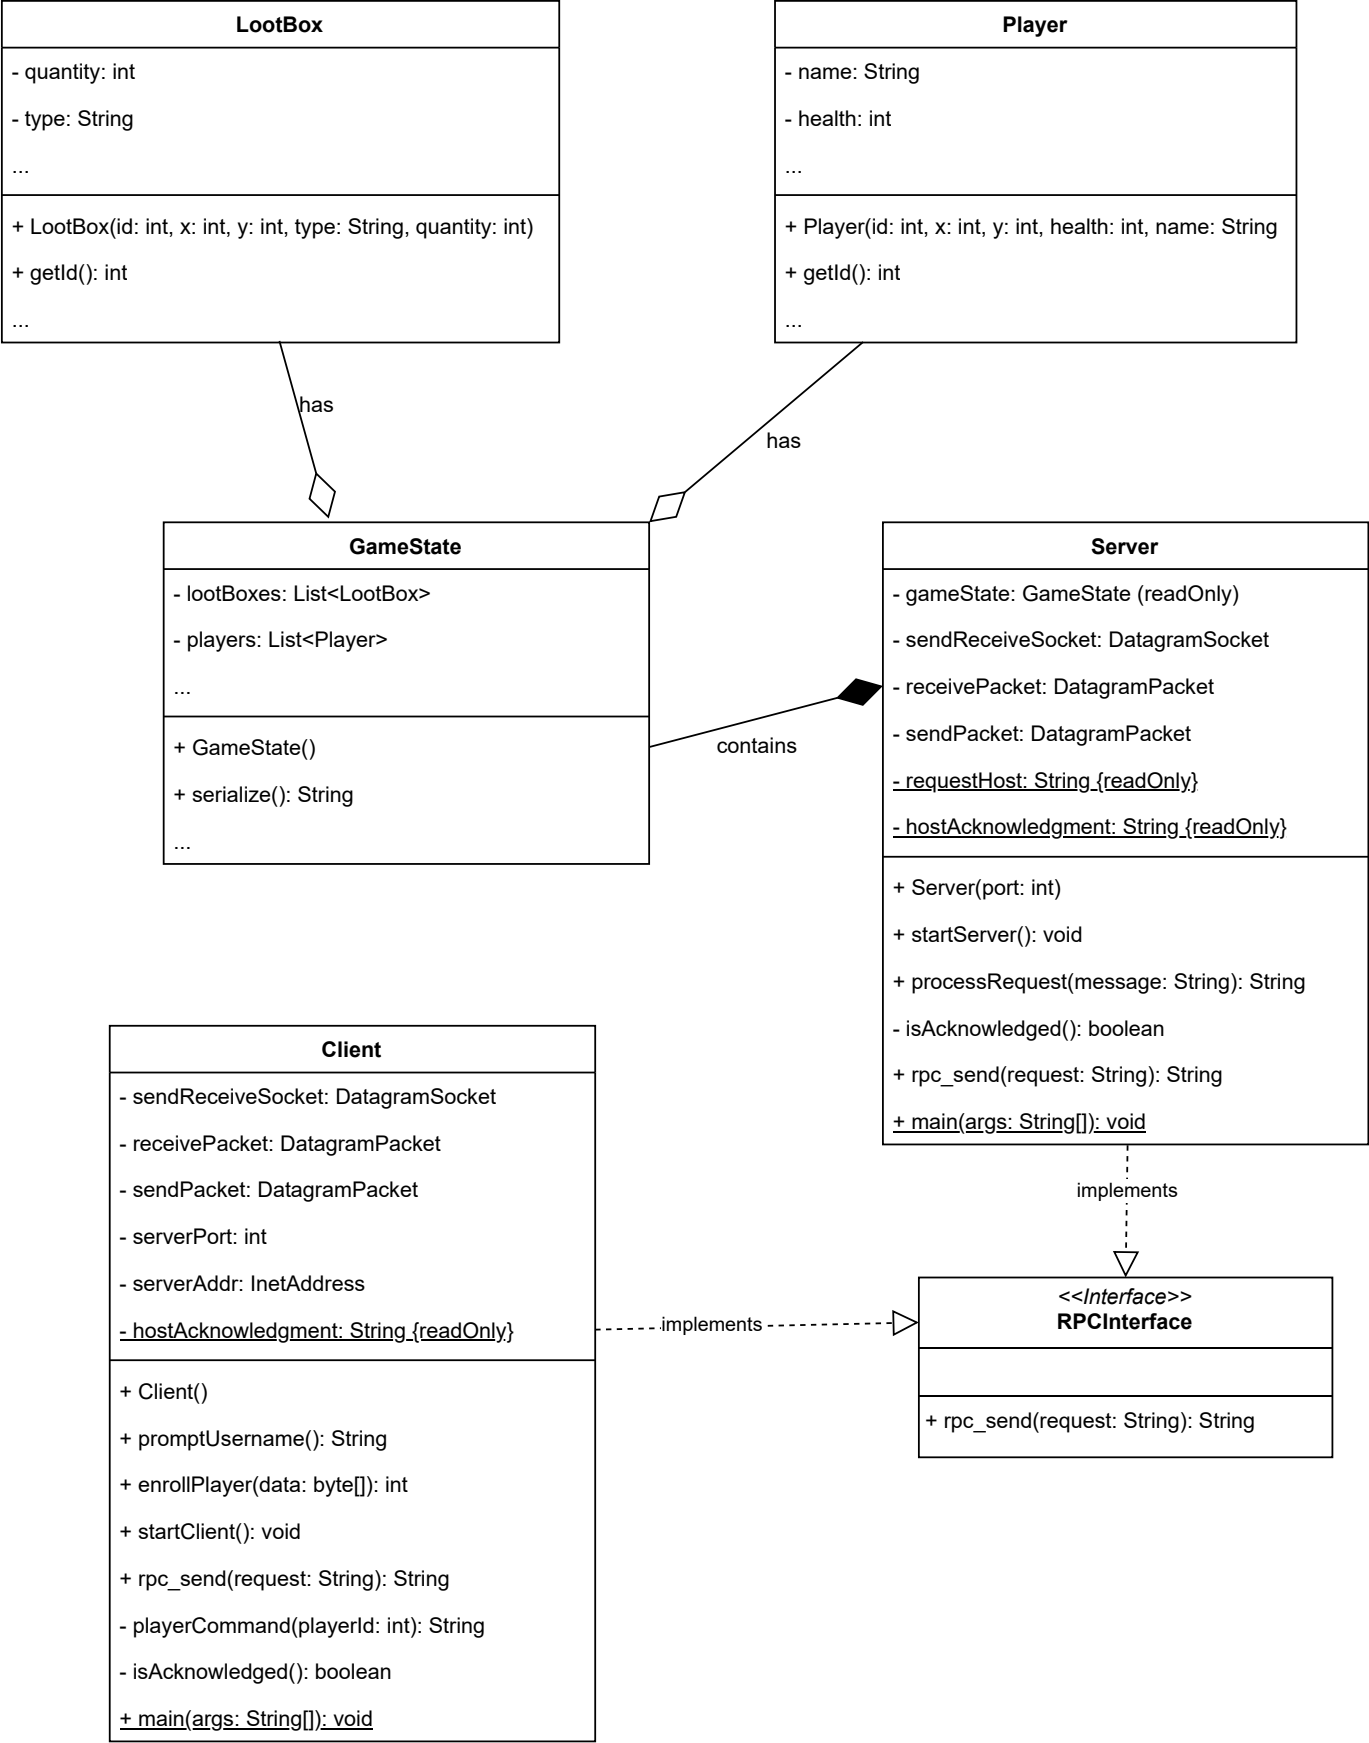 LootBox
- quantity: int
- type: String
...
+ LootBox(id: int, x: int, y: int, type: String, quantity: int)
+ getId(): int
...
Player
- name: String
- health: int
...
+ Player(id: int, x: int, y: int, health: int, name: String
+ getId(): int
...
has
has
GameState
- lootBoxes: List<LootBox>
- players: List<Player>
...
+ GameState()
+ serialize(): String
...
contains
Server
- gameState: GameState (readOnly)
- sendReceiveSocket: DatagramSocket
- receivePacket: DatagramPacket
- sendPacket: DatagramPacket
- requestHost: String {readOnly}
- hostAcknowledgment: String {readOnly}
+ Server(port: int)
+ startServer(): void
+ processRequest(message: String): String
- isAcknowledged(): boolean
+ rpc_send(request: String): String
+ main(args: String[]): void
Client
- sendReceiveSocket: DatagramSocket
- receivePacket: DatagramPacket
- sendPacket: DatagramPacket
- serverPort: int
- serverAddr: InetAddress
- hostAcknowledgment: String {readOnly}
+ Client()
+ promptUsername(): String
+ enrollPlayer(data: byte[]): int
+ startClient(): void
+ rpc_send(request: String): String
- playerCommand(playerId: int): String
- isAcknowledged(): boolean
+ main(args: String[]): void
implements
implements
<<Interface>>
RPCInterface
+ rpc_send(request: String): String